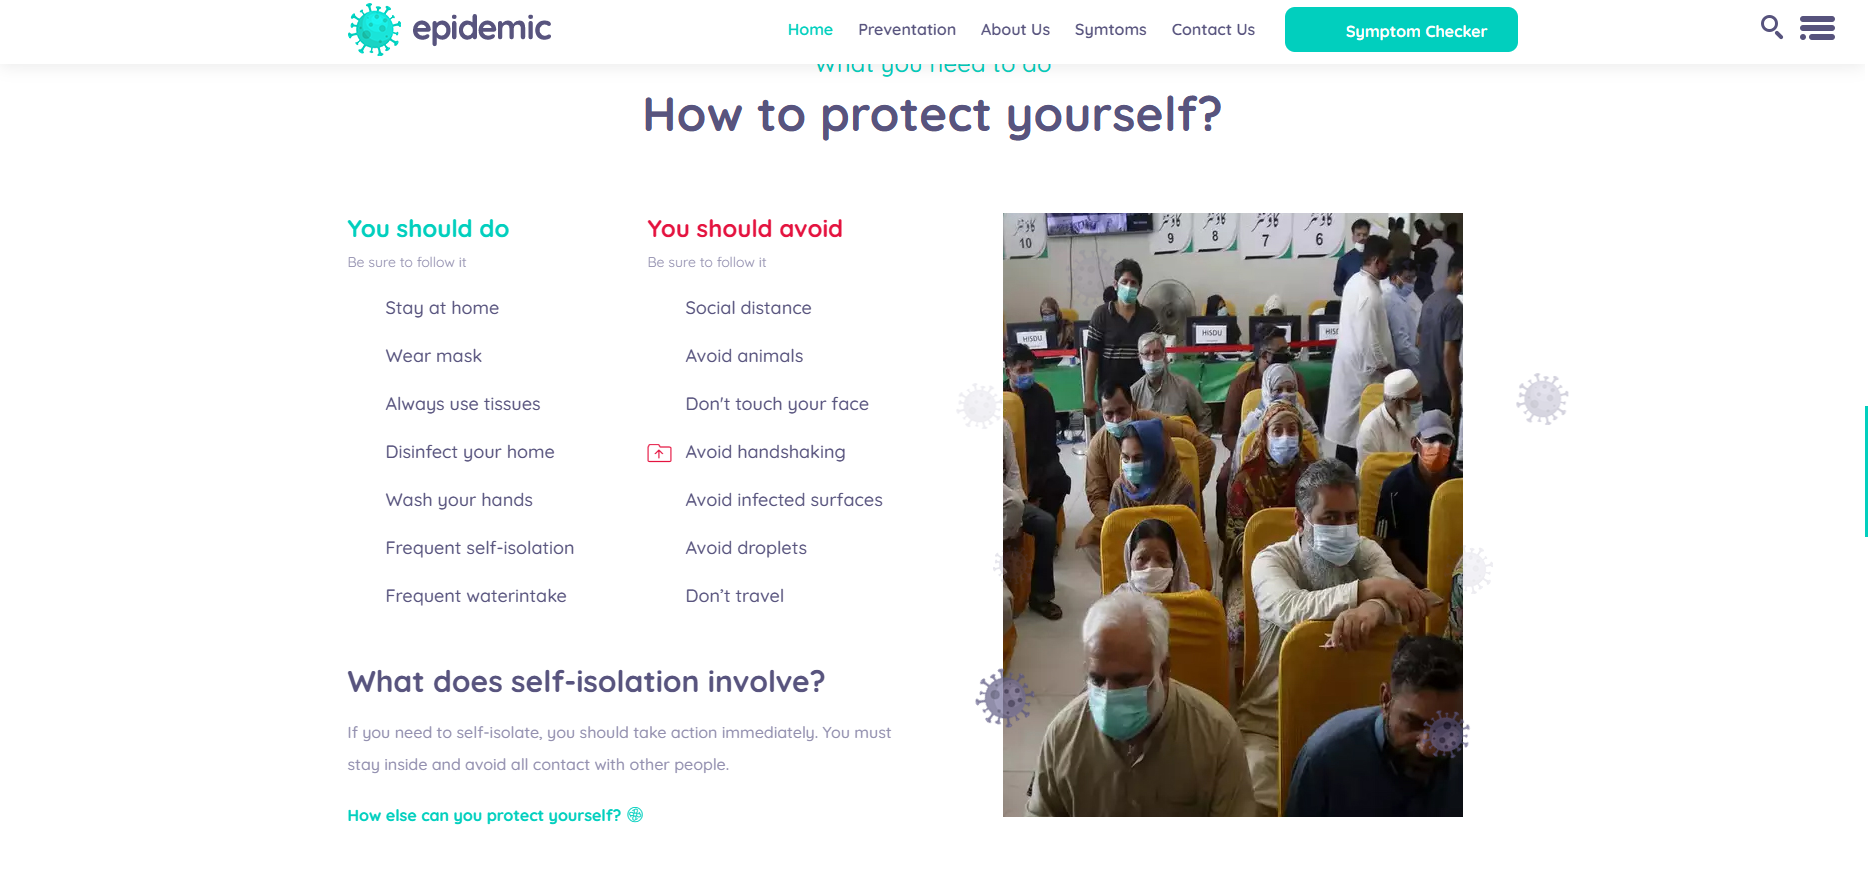 epidemic
Home Preventation About Us Symtoms Contact Us Symptom Checker
What you need to do
How to protect yourself?
You should do
Be sure to follow it
Stay at home
Wear mask
Always use tissues
Disinfect your home
Wash your hands
Frequent self-isolation
Frequent waterintake
You should avoid
Be sure to follow it
Social distance
Avoid animals
Don't touch your face
Avoid handshaking
Avoid infected surfaces
Avoid droplets
Don’t travel
کاؤنٹر کاؤنٹر کاؤنٹر کاؤنٹر کاؤنٹر
10 9 8 7 6
HISDU HISDU
What does self-isolation involve?
If you need to self-isolate, you should take action immediately. You must
stay inside and avoid all contact with other people.
How else can you protect yourself?